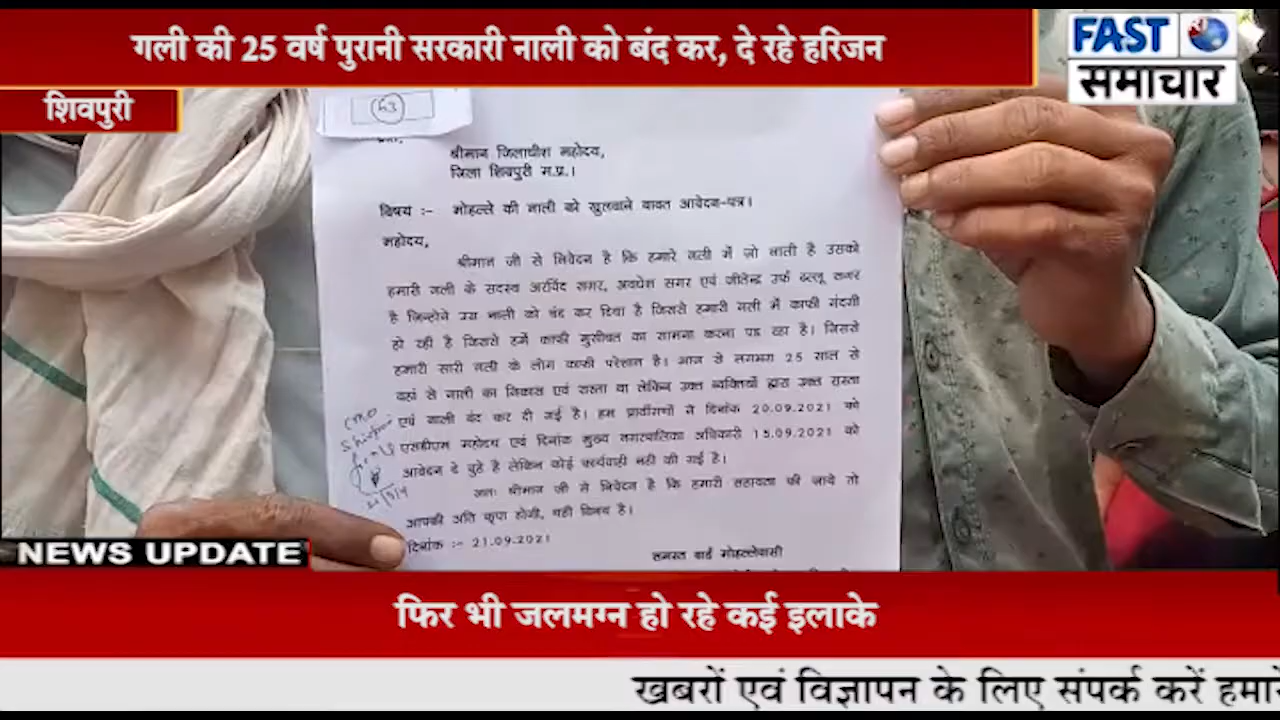 गली की 25 वर्ष पुरानी सरकारी नाली को बंद कर, दे रहे हरिजन
FAST
समाचार
शिवपुरी
53
श्रीमान जिलाधीश महोदय,
जिला शिवपुरी म.प्र.।
विषय :- मोहल्ले की नाली को खुलवाने बावत आवेदन-पत्र।
महोदय,
श्रीमान जी से निवेदन है कि हमारे गली में जो नाती है उसको
हमारी गली के सदस्य अरविंद सगर, अवधेश सगर एवं जीतेन्द्र उर्फ
है जिन्होने उस नाली को बंद कर दिया है जिससे हमारी गली में काफी गंदगी
हो रही है जिससे हमें काफी मुसीबत का सामना करना पड रहा है। जिससे
हमारी सारी गली के लोग काफी परेशान है। आज से लगभग 25 साल से
वहां से नाली का निकास एवं रास्ता था लेकिन उक्त व्यक्तियों द्वारा उक्त रास्ता
एवं नाली बंद कर दी गई है। हम प्रार्थीगणों ने दिनांक 20.09.2021 को
एसडीएम महोदय एवं दिनांक मुख्य नगरपालिका अधिकारी 15.09.2021 को
आवेदन दे चुके है लेकिन कोई कार्यवाही नही की गई है।
अतः श्रीमान जी से निवेदन है कि हमारी सहायता की जावे तो
आपकी अति कृपा होगी, यही विनय है।
दिनांक :- 21.09.2021
समस्त वार्ड मोहल्लेवासी
CMO
Shivpuri
NEWS UPDATE
फिर भी जलमग्न हो रहे कई इलाके
खबरों एवं विज्ञापन के लिए संपर्क करें हमारे